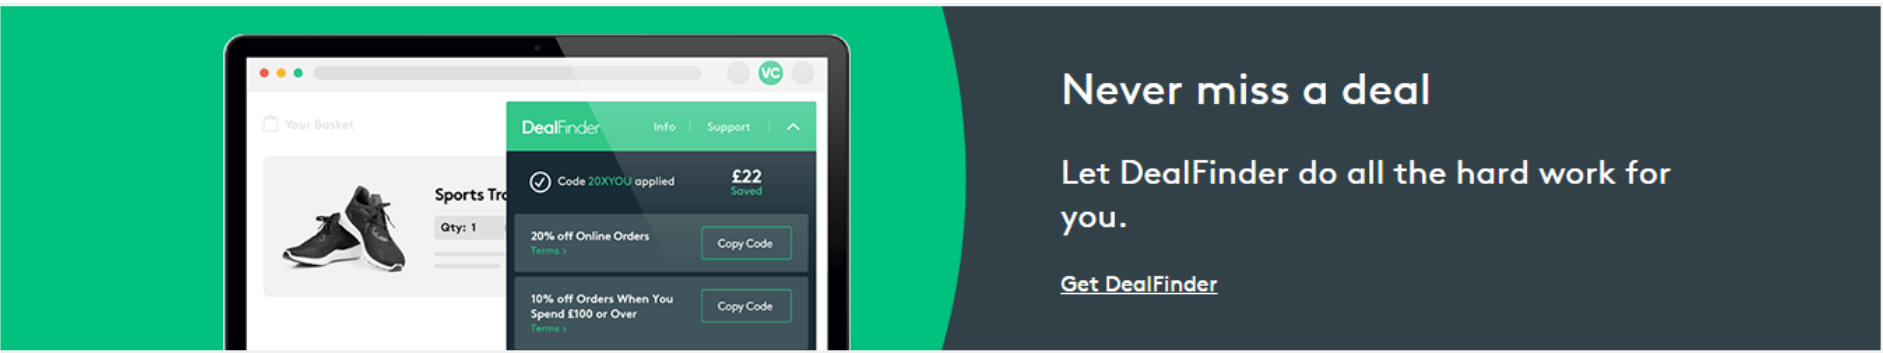 VC
Your Basket
Sports Tra
Qty: 1
DealFinder
Info
Support
Code 20XYOU applied
£22
Saved
20% off Online Orders
Terms >
Copy Code
10% off Orders When You
Spend £100 or Over
Terms >
Copy Code
Never miss a deal
Let DealFinder do all the hard work for
you.
Get DealFinder